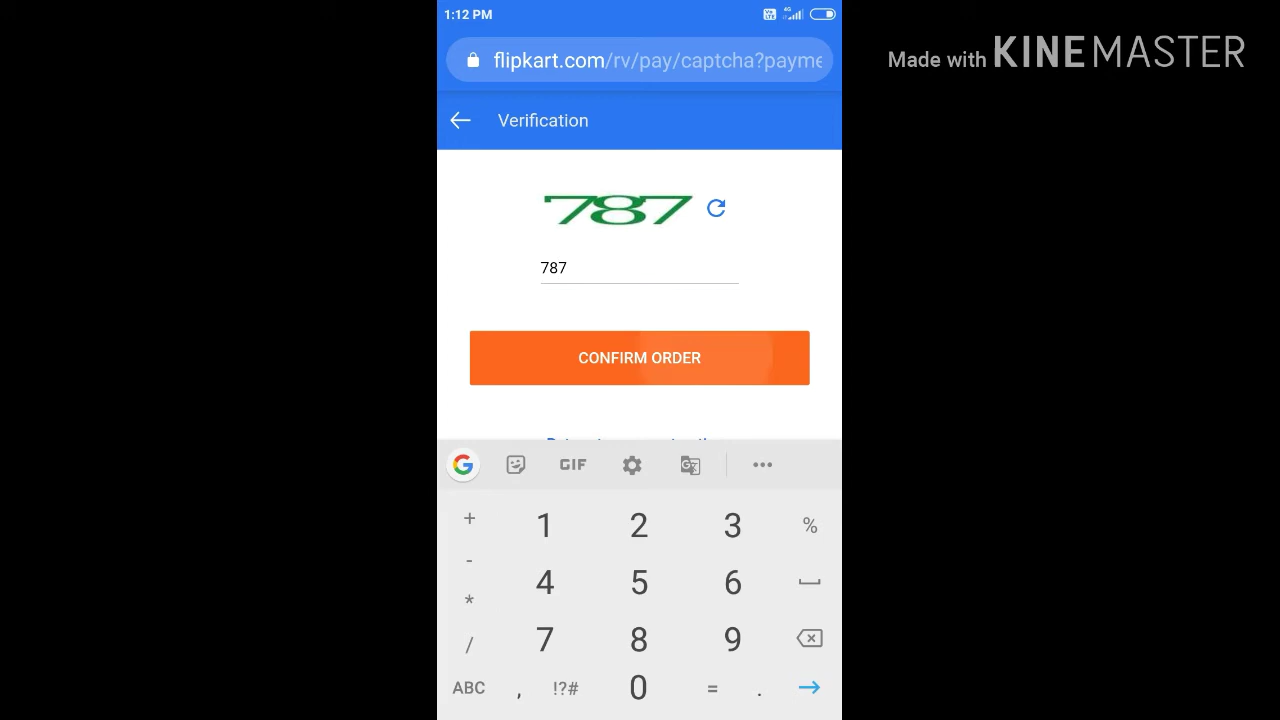 1:12 PM
Made with KINEMASTER
flipkart.com/rv/pay/captcha?payme
Verification
787
787
CONFIRM ORDER
GIF
+ 1 2 3 %
- 4 5 6
*
/ 7 8 9
ABC , !?# 0 = .